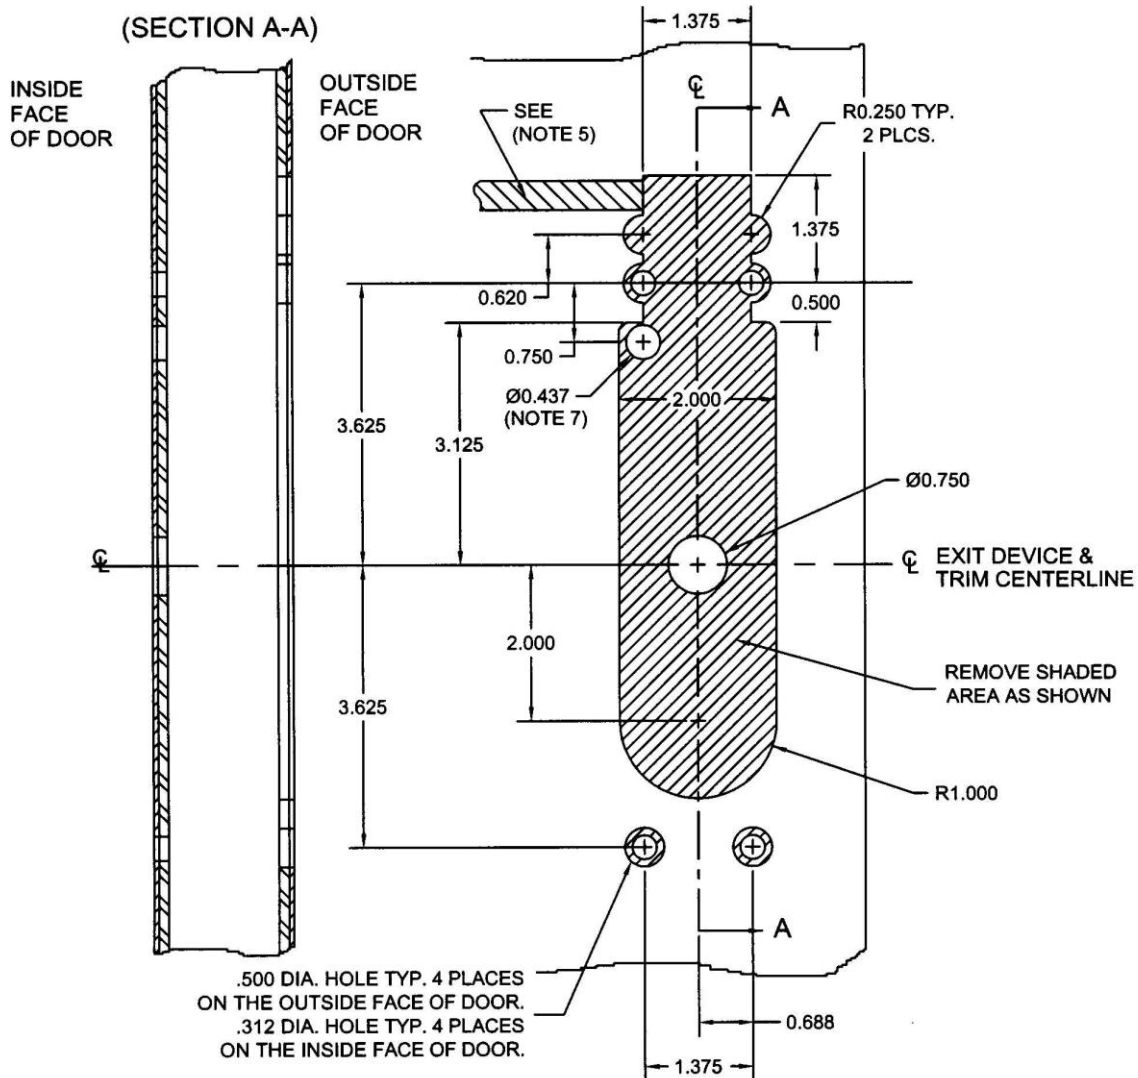 (SECTION A-A)
INSIDE
FACE
OF DOOR
OUTSIDE
FACE
OF DOOR
SEE
(NOTE 5)
1.375
℄
A
R0.250 TYP.
2 PLCS.
1.375
0.620
0.500
0.750
Ø0.437
(NOTE 7)
2.000
3.625
3.125
Ø0.750
℄
℄ EXIT DEVICE &
TRIM CENTERLINE
2.000
REMOVE SHADED
AREA AS SHOWN
3.625
R1.000
A
.500 DIA. HOLE TYP. 4 PLACES
ON THE OUTSIDE FACE OF DOOR.
.312 DIA. HOLE TYP. 4 PLACES
ON THE INSIDE FACE OF DOOR.
0.688
1.375